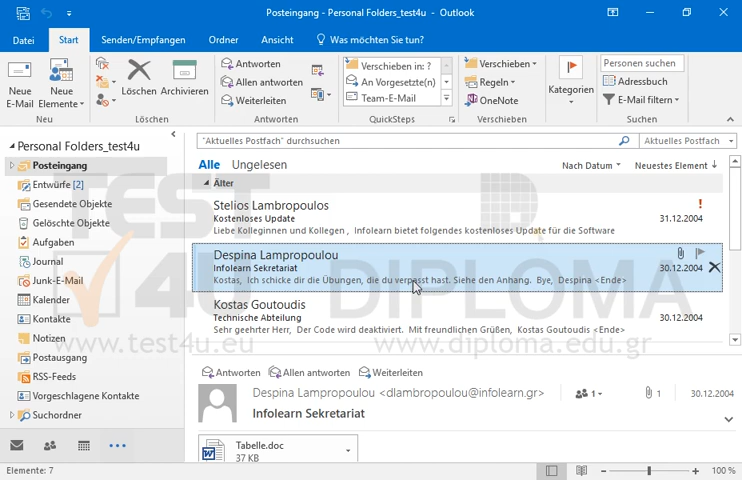 Posteingang - Personal Folders_test4u - Outlook
Datei
Start
Senden/Empfangen
Ordner
Ansicht
Was möchten Sie tun?
Neue E-Mail
Neue Elemente
Neu
Löschen
Archivieren
Löschen
Antworten
Allen antworten
Weiterleiten
Antworten
Verschieben in: ?
An Vorgesetzte(n)
Team-E-Mail
QuickSteps
Verschieben
Regeln
OneNote
Verschieben
Kategorien
Personen suchen
Adressbuch
E-Mail filtern
Suchen
Personal Folders_test4u
Posteingang
Entwürfe [2]
Gesendete Objekte
Gelöschte Objekte
Aufgaben
Journal
Junk-E-Mail
Kalender
Kontakte
Notizen
Postausgang
RSS-Feeds
Vorgeschlagene Kontakte
Suchordner
"Aktuelles Postfach" durchsuchen
Aktuelles Postfach
Alle
Ungelesen
Nach Datum
Neuestes Element
Älter
Stelios Lambropoulos
Kostenloses Update
31.12.2004
Liebe Kolleginnen und Kollegen , Infolearn bietet folgendes kostenloses Update für die Software
Despina Lampropoulou
Infolearn Sekretariat
30.12.2004
Kostas, Ich schicke dir die Übungen, die du verpasst hast. Siehe den Anhang. Bye, Despina <Ende>
Kostas Goutoudis
Technische Abteilung
30.12.2004
Sehr geehrter Herr, Der Code wird deaktiviert. Mit freundlichen Grüßen, Kostas Goutoudis <Ende>
Antworten
Allen antworten
Weiterleiten
Despina Lampropoulou <dlambropoulou@infolearn.gr>
1
1
30.12.2004
Infolearn Sekretariat
Tabelle.doc
37 KB
Elemente: 7
100 %
TEST
4U
DIPLOMA
www.test4u.eu
www.diploma.edu.gr